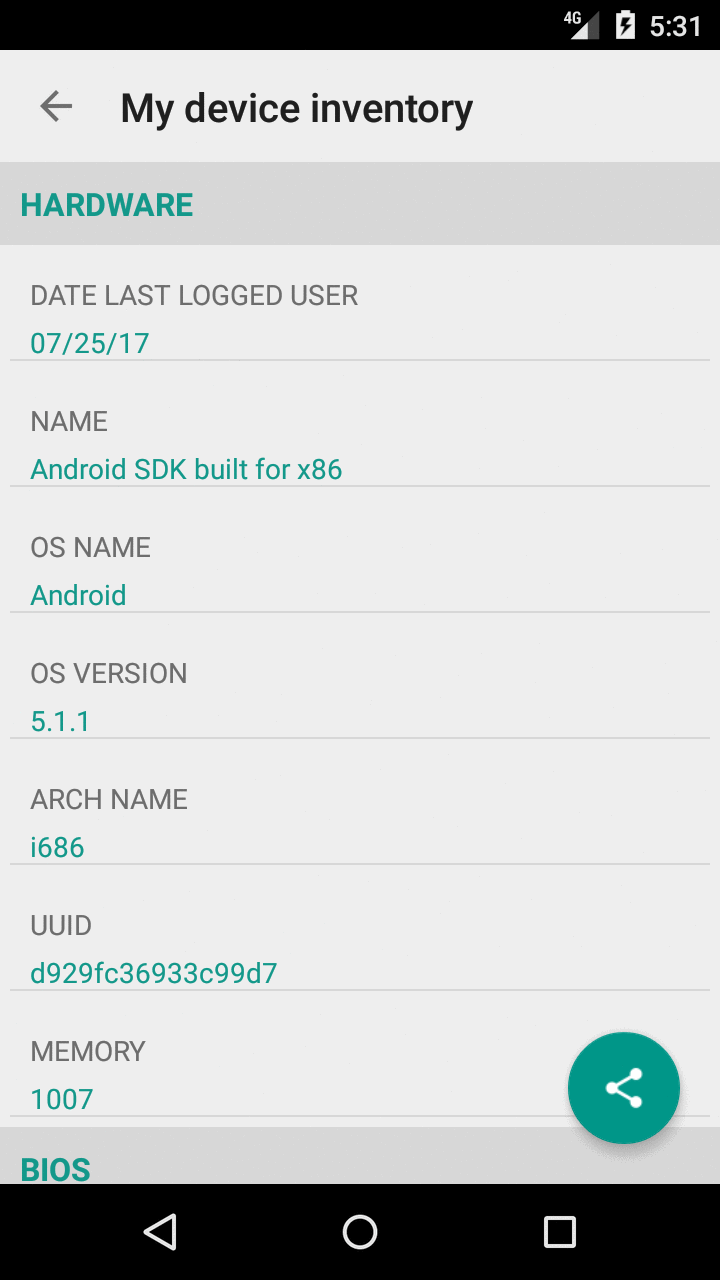 4G 5:31
My device inventory
HARDWARE
DATE LAST LOGGED USER
07/25/17
NAME
Android SDK built for x86
OS NAME
Android
OS VERSION
5.1.1
ARCH NAME
i686
UUID
d929fc36933c99d7
MEMORY
1007
BIOS